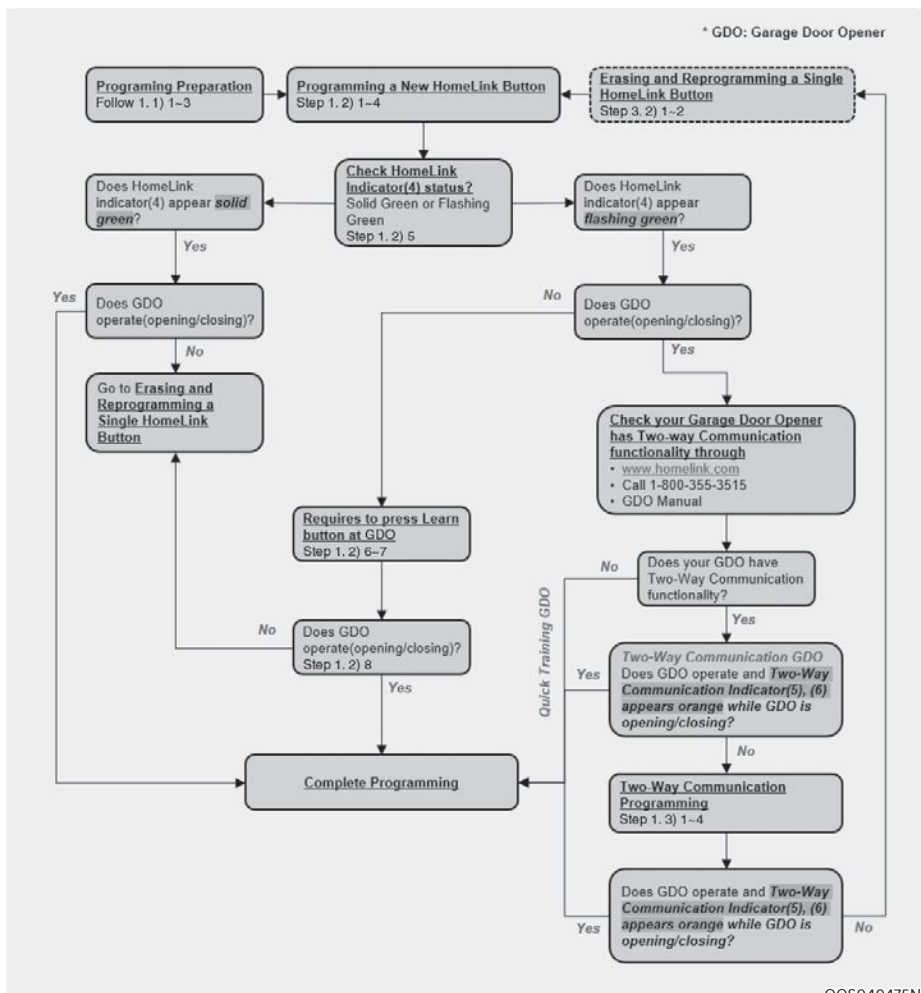 * GDO: Garage Door Opener
Programing Preparation
Follow 1. 1) 1~3
Programming a New HomeLink Button
Step 1. 2) 1~4
Erasing and Reprogramming a Single
HomeLink Button
Step 3. 2) 1~2
Does HomeLink
indicator(4) appear solid
green?
Check HomeLink
Indicator(4) status?
Solid Green or Flashing
Green
Step 1. 2) 5
Does HomeLink
indicator(4) appear
flashing green?
Yes
Yes
Yes
Does GDO
operate(opening/closing)?
No
Does GDO
operate(opening/closing)?
No
Yes
Go to Erasing and
Reprogramming a
Single HomeLink
Button
Check your Garage Door Opener
has Two-way Communication
functionality through
• www.homelink.com
• Call 1-800-355-3515
• GDO Manual
Requires to press Learn
button at GDO
Step 1. 2) 6~7
No
Does your GDO have
Two-Way Communication
functionality?
Quick Training GDO
Yes
No
Does GDO
operate(opening/closing)?
Step 1. 2) 8
Yes
Yes
Two-Way Communication GDO
Does GDO operate and Two-Way
Communication Indicator(5), (6)
appears orange while GDO is
opening/closing?
No
Complete Programming
Two-Way Communication
Programming
Step 1. 3) 1~4
Yes
Does GDO operate and Two-Way
Communication Indicator(5), (6)
appears orange while GDO is
opening/closing?
No